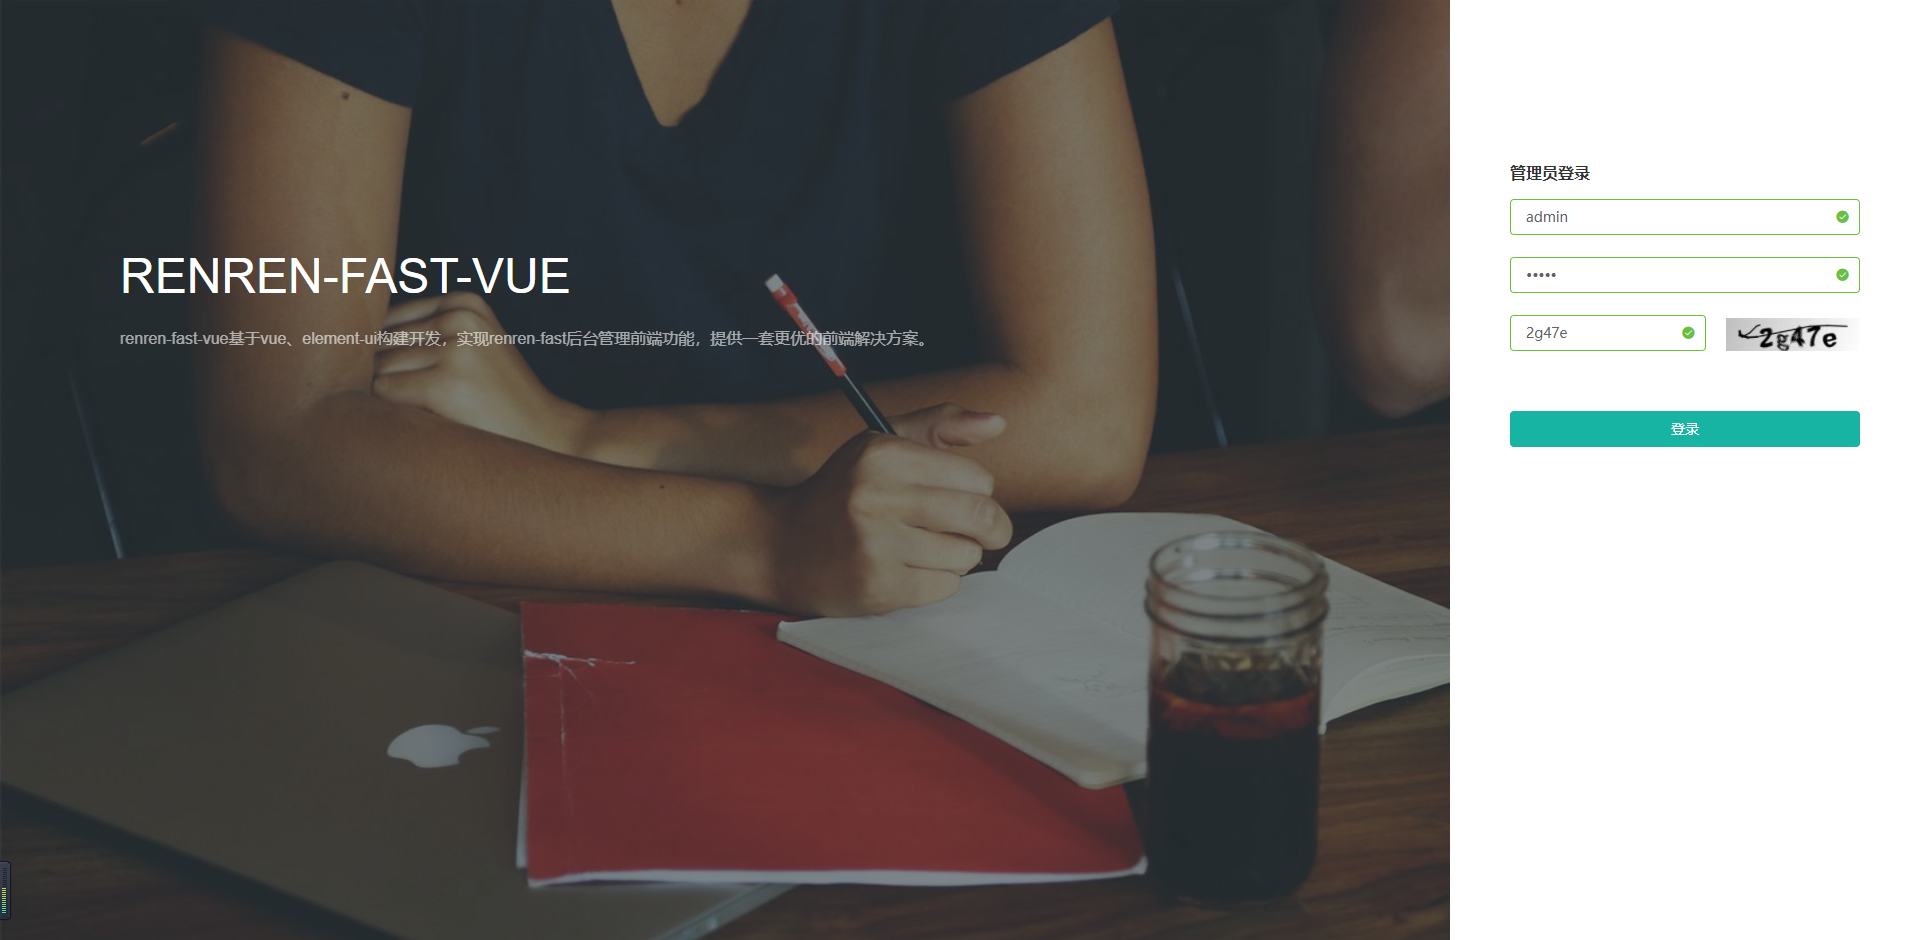 RENREN-FAST-VUE
renren-fast-vue基于vue、element-ui构建开发，实现renren-fast后台管理前端功能，提供一套更优的前端解决方案。
管理员登录
admin
•••••
2g47e
2g47e
登录